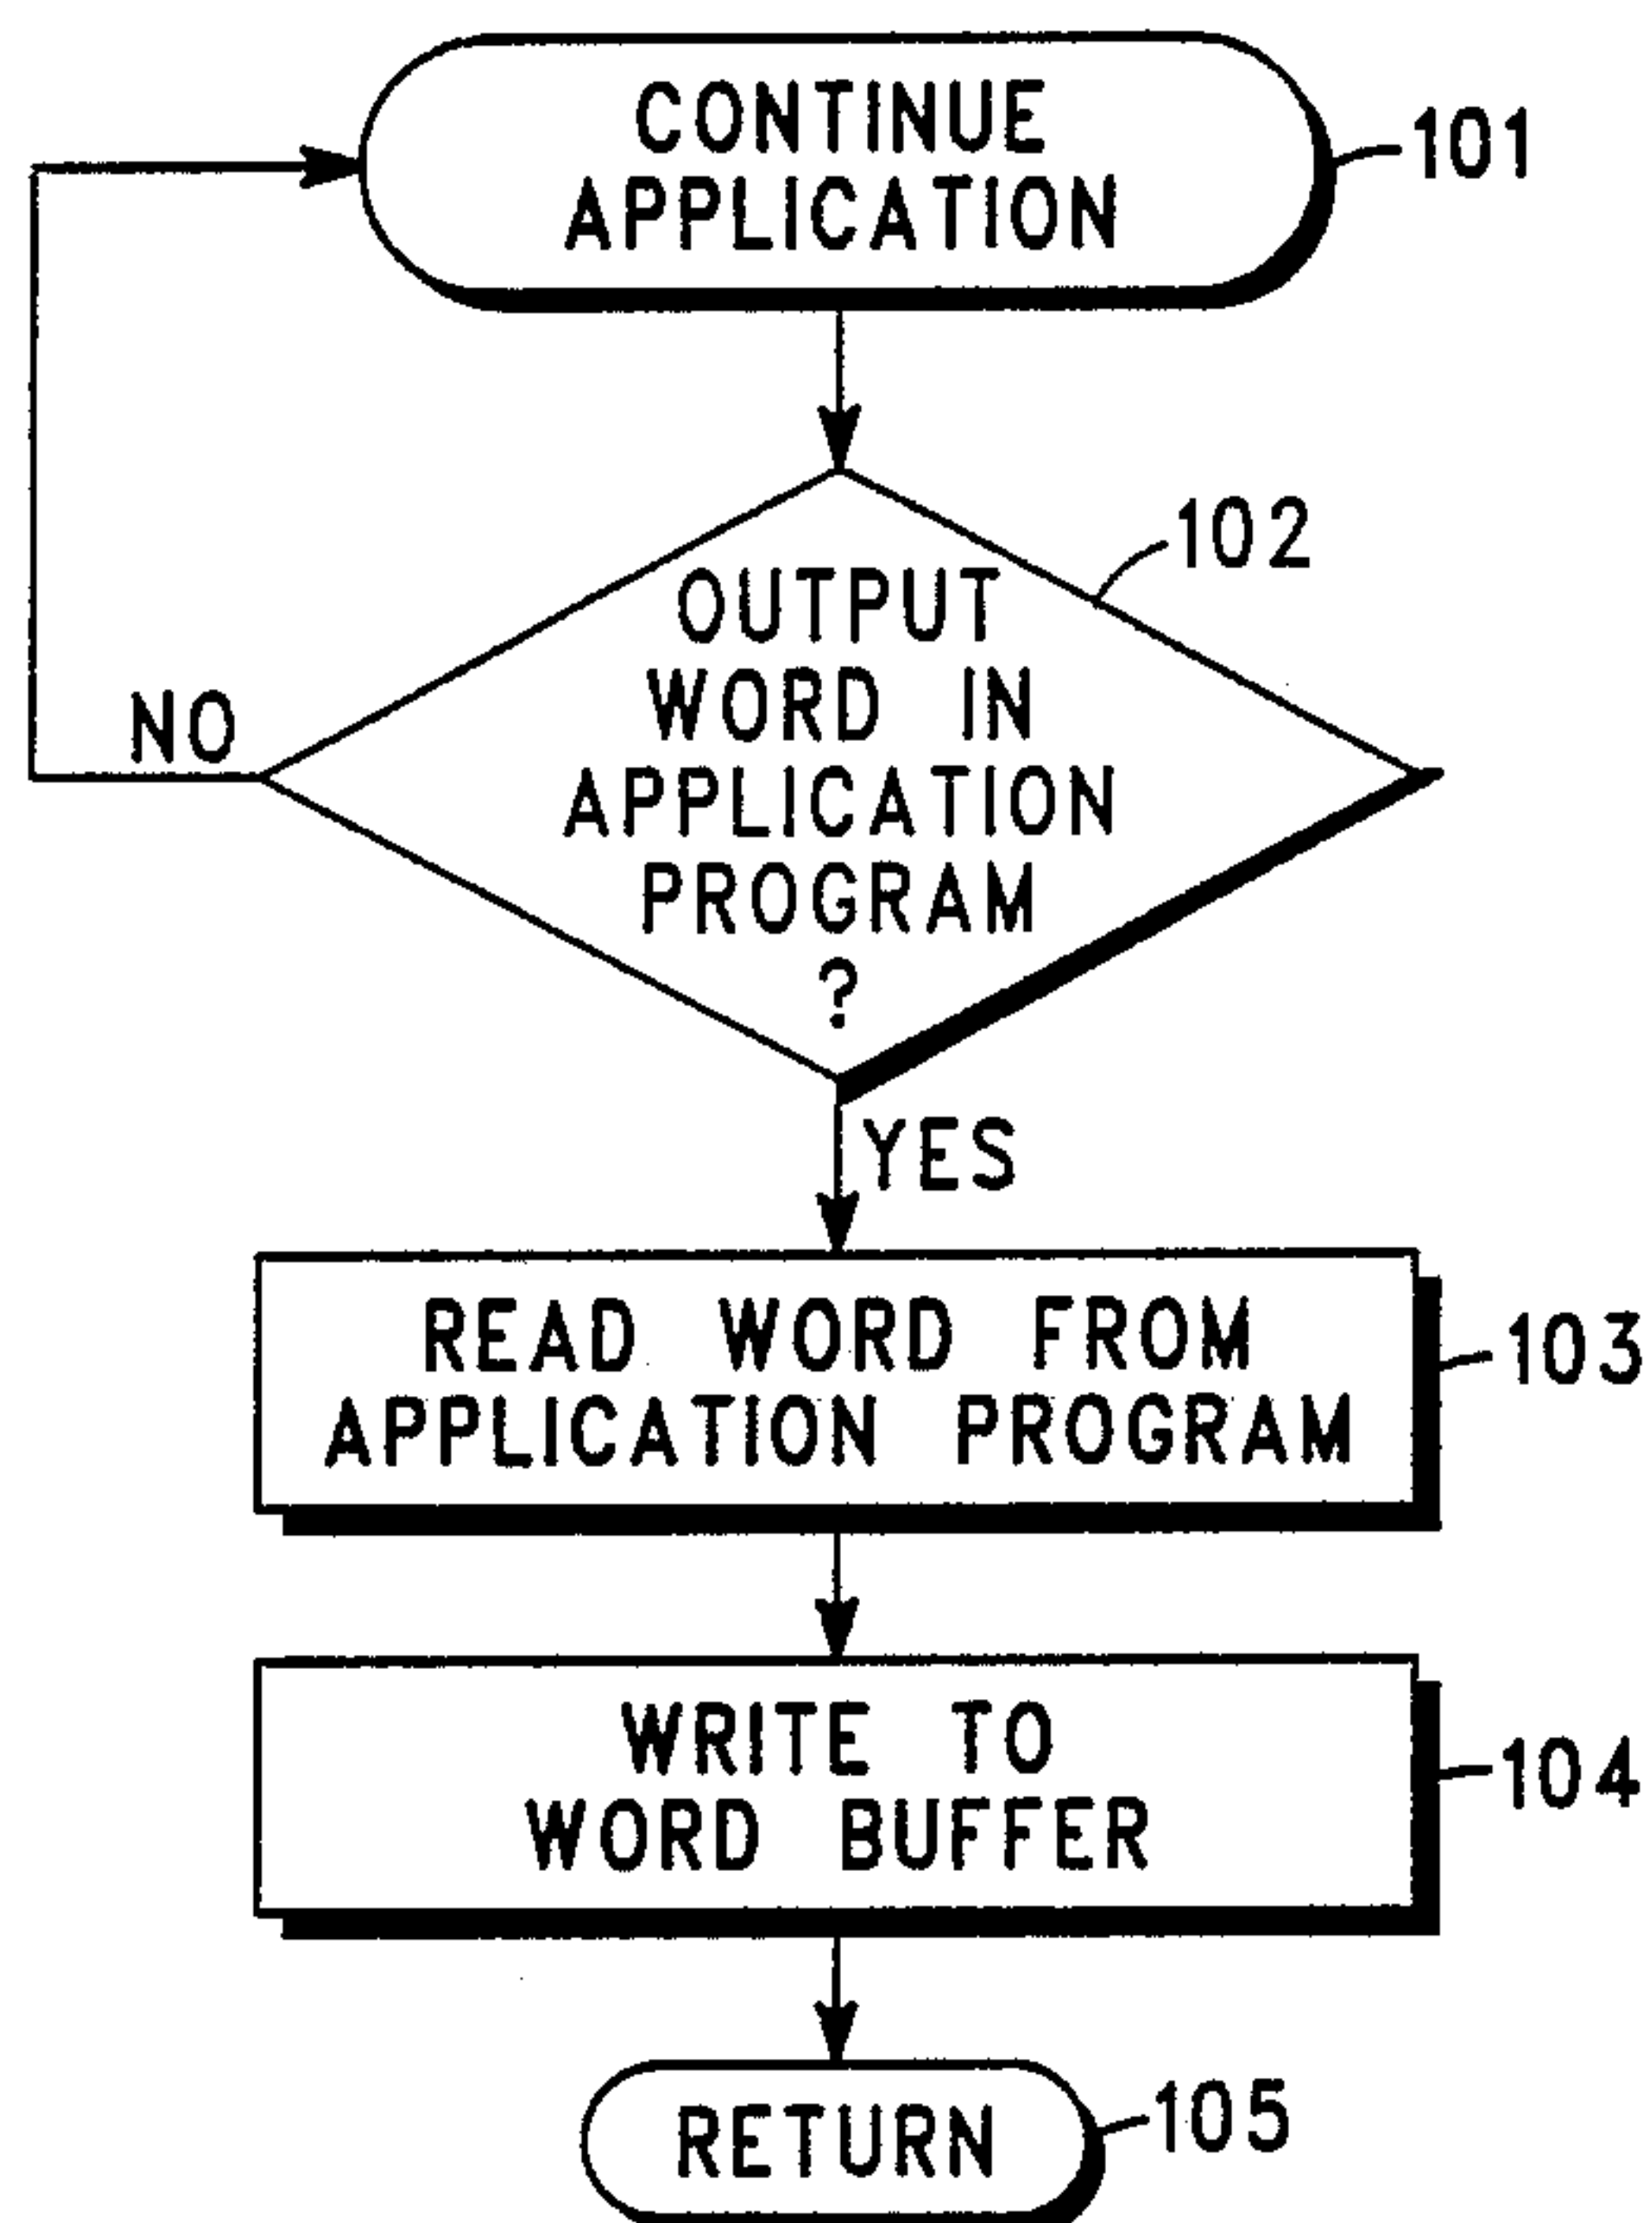 CONTINUE
APPLICATION
101
102
OUTPUT
WORD IN
APPLICATION
PROGRAM
?
NO
YES
READ WORD FROM
APPLICATION PROGRAM
103
WRITE TO
WORD BUFFER
104
RETURN
105